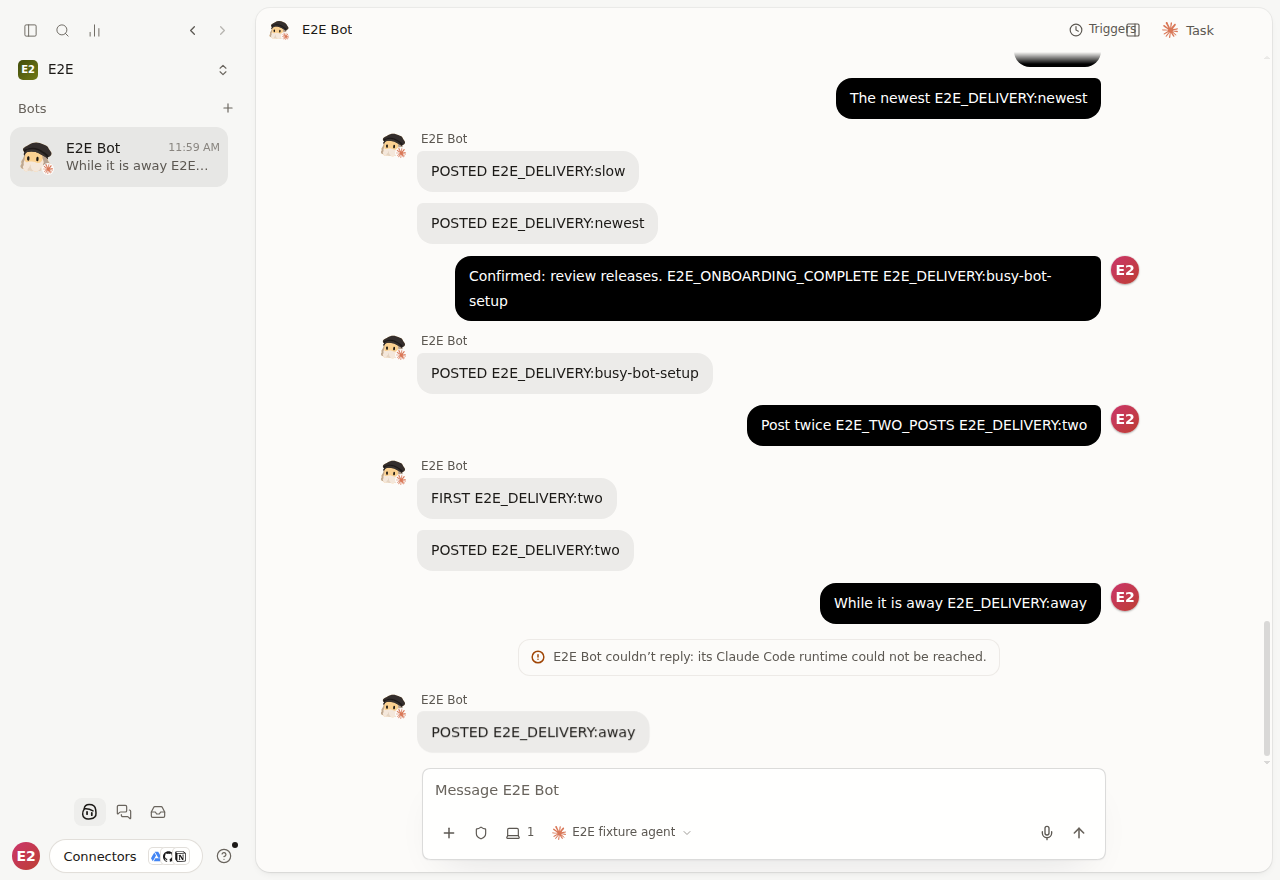 E2E Bot
Triggers
Task
E2 E2E
Bots
E2E Bot
11:59 AM
While it is away E2E…
The newest E2E_DELIVERY:newest
E2E Bot
POSTED E2E_DELIVERY:slow
POSTED E2E_DELIVERY:newest
Confirmed: review releases. E2E_ONBOARDING_COMPLETE E2E_DELIVERY:busy-bot-
setup
E2
E2E Bot
POSTED E2E_DELIVERY:busy-bot-setup
Post twice E2E_TWO_POSTS E2E_DELIVERY:two
E2
E2E Bot
FIRST E2E_DELIVERY:two
POSTED E2E_DELIVERY:two
While it is away E2E_DELIVERY:away
E2
E2E Bot couldn’t reply: its Claude Code runtime could not be reached.
E2E Bot
POSTED E2E_DELIVERY:away
Message E2E Bot
1
E2E fixture agent
E2
Connectors